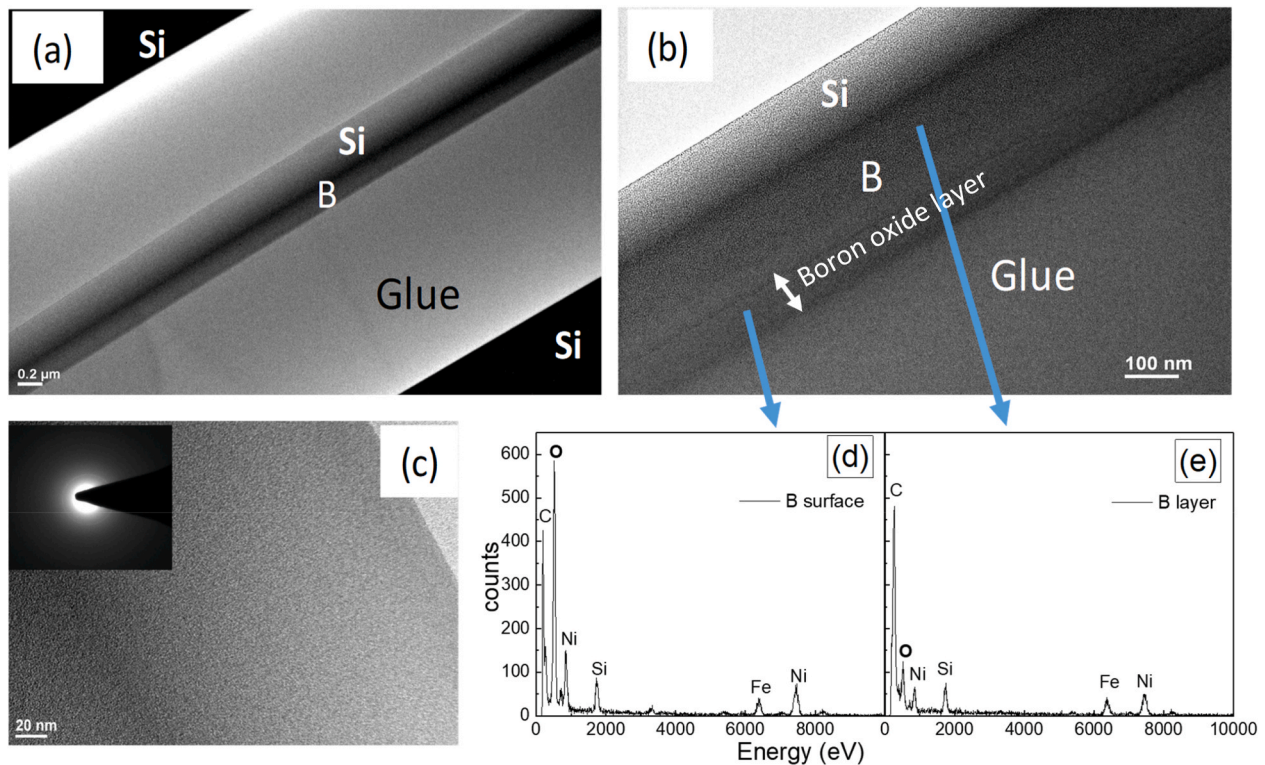 (a)
Si
Si
B
Glue
Si
0.2 µm
(b)
Si
B
Boron oxide layer
Glue
100 nm
(c)
20 nm
(d)
B surface
O
C
Ni
Si
Fe
Ni
(e)
B layer
C
O
Ni
Si
Fe
Ni
counts
600
500
400
300
200
100
0
0 2000 4000 6000 8000 0 2000 4000 6000 8000 10000
Energy (eV)